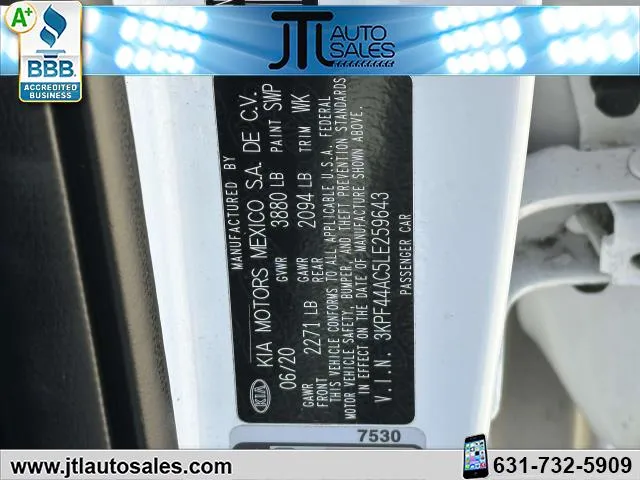 A+
BBB
ACCREDITED
BUSINESS
JTL AUTO
SALES
MANUFACTURED BY
KIA KIA MOTORS MEXICO S.A. DE C.V.
06/20 GVWR 3880 LB PAINT SWP
GAWR FRONT 2271 LB GAWR REAR 2094 LB TRIM WK
THIS VEHICLE CONFORMS TO ALL APPLICABLE U.S.A. FEDERAL
MOTOR VEHICLE SAFETY, BUMPER, AND THEFT PREVENTION STANDARDS
IN EFFECT ON THE DATE OF MANUFACTURE SHOWN ABOVE.
V.I.N. 3KPF44AC5LE259643
PASSENGER CAR
7530
www.jtlautosales.com
631-732-5909